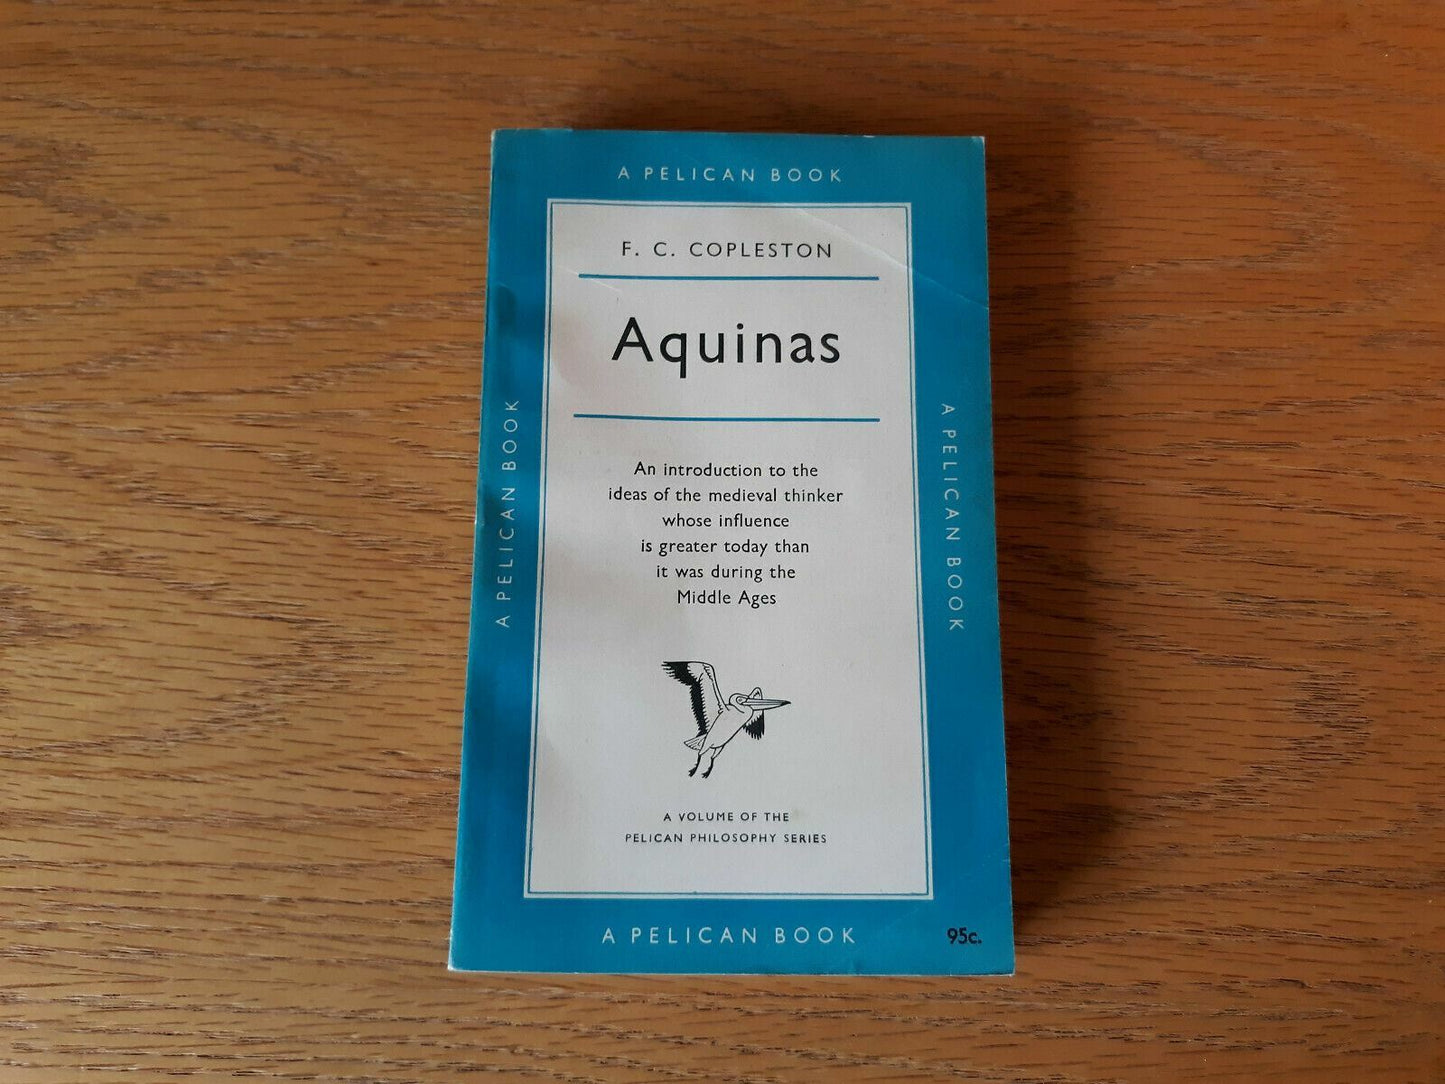 A PELICAN BOOK
F. C. COPLESTON
Aquinas
An introduction to the
ideas of the medieval thinker
whose influence
is greater today than
it was during the
Middle Ages
A VOLUME OF THE
PELICAN PHILOSOPHY SERIES
A PELICAN BOOK
A PELICAN BOOK
A PELICAN BOOK
95c.